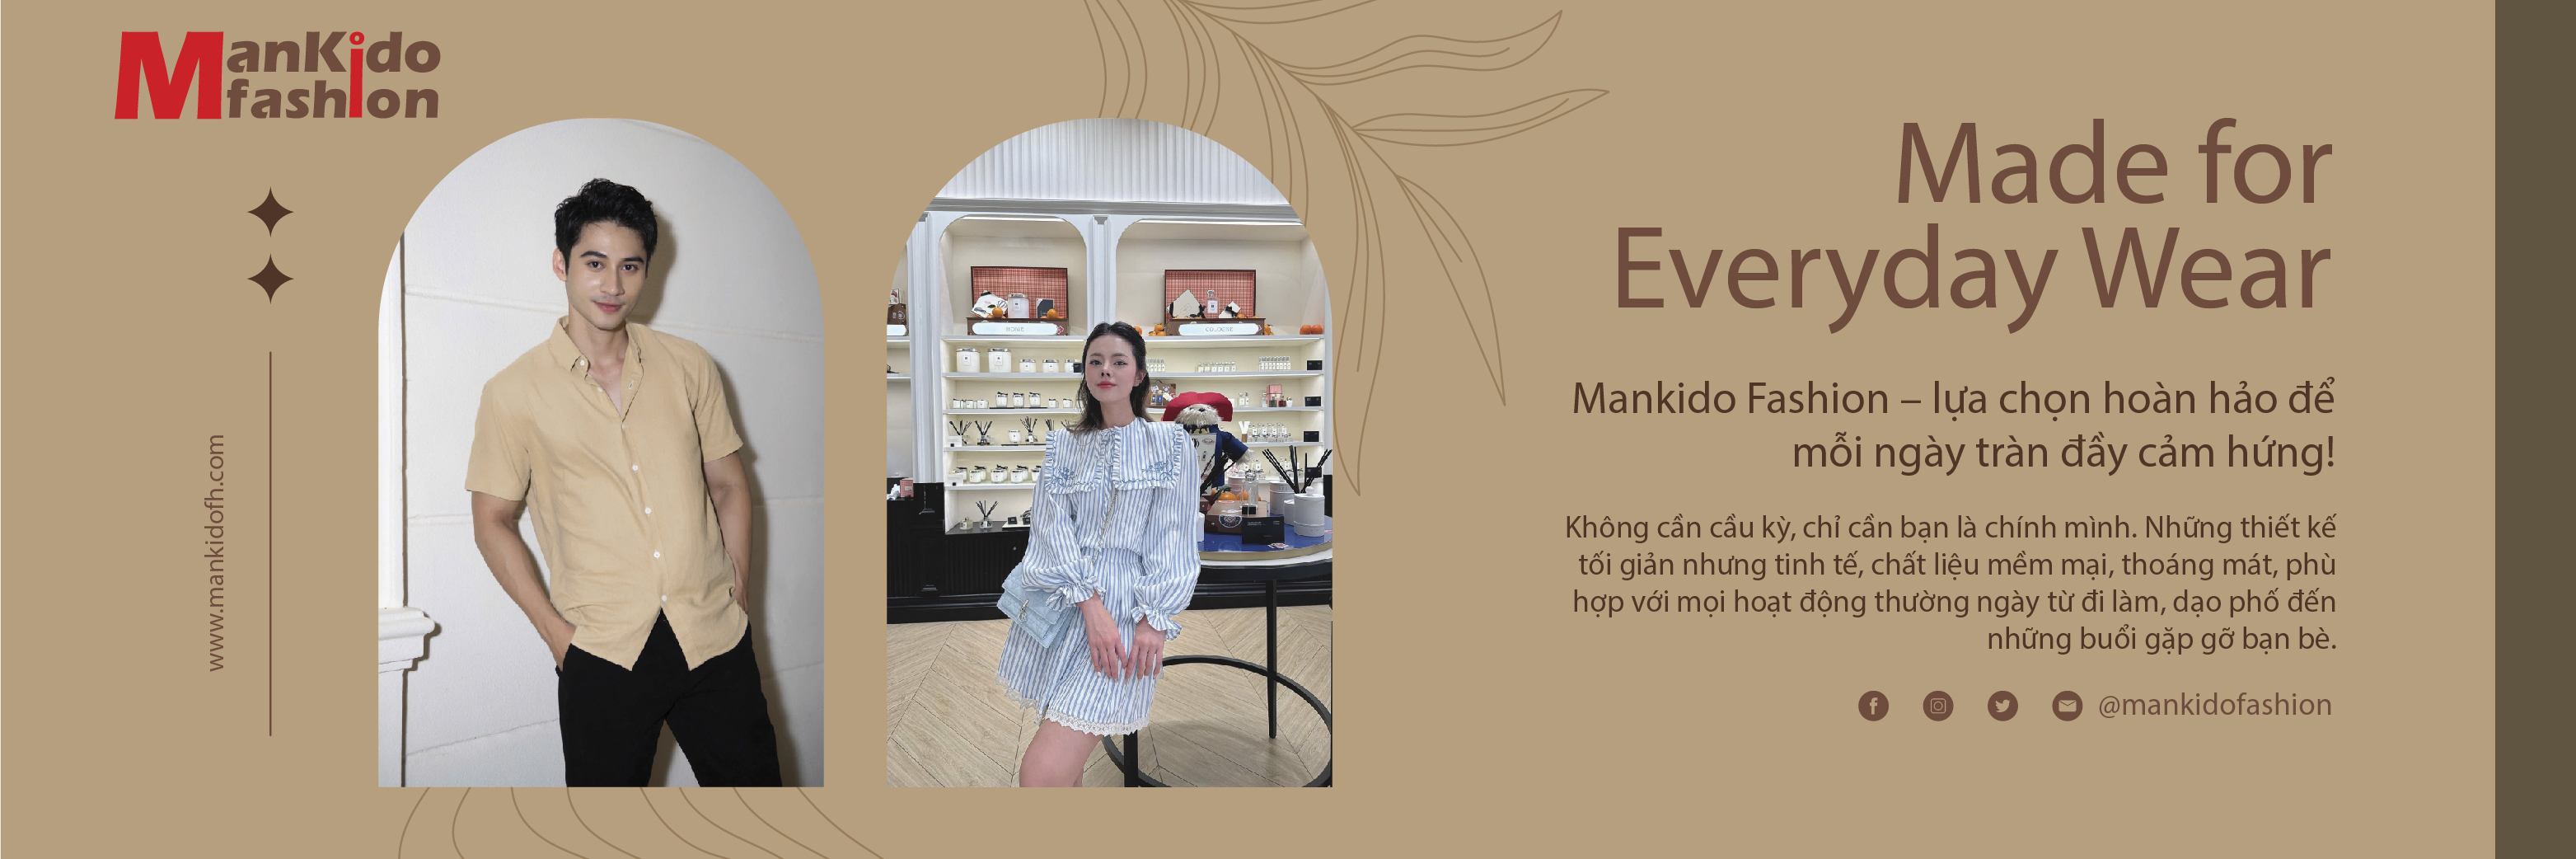 ManKido
fashion
www.mankidofh.com
HOME
COLOGNE
Made for
Everyday Wear
Mankido Fashion – lựa chọn hoàn hảo để
mỗi ngày tràn đầy cảm hứng!
Không cần cầu kỳ, chỉ cần bạn là chính mình. Những thiết kế
tối giản nhưng tinh tế, chất liệu mềm mại, thoáng mát, phù
hợp với mọi hoạt động thường ngày từ đi làm, dạo phố đến
những buổi gặp gỡ bạn bè.
@mankidofashion